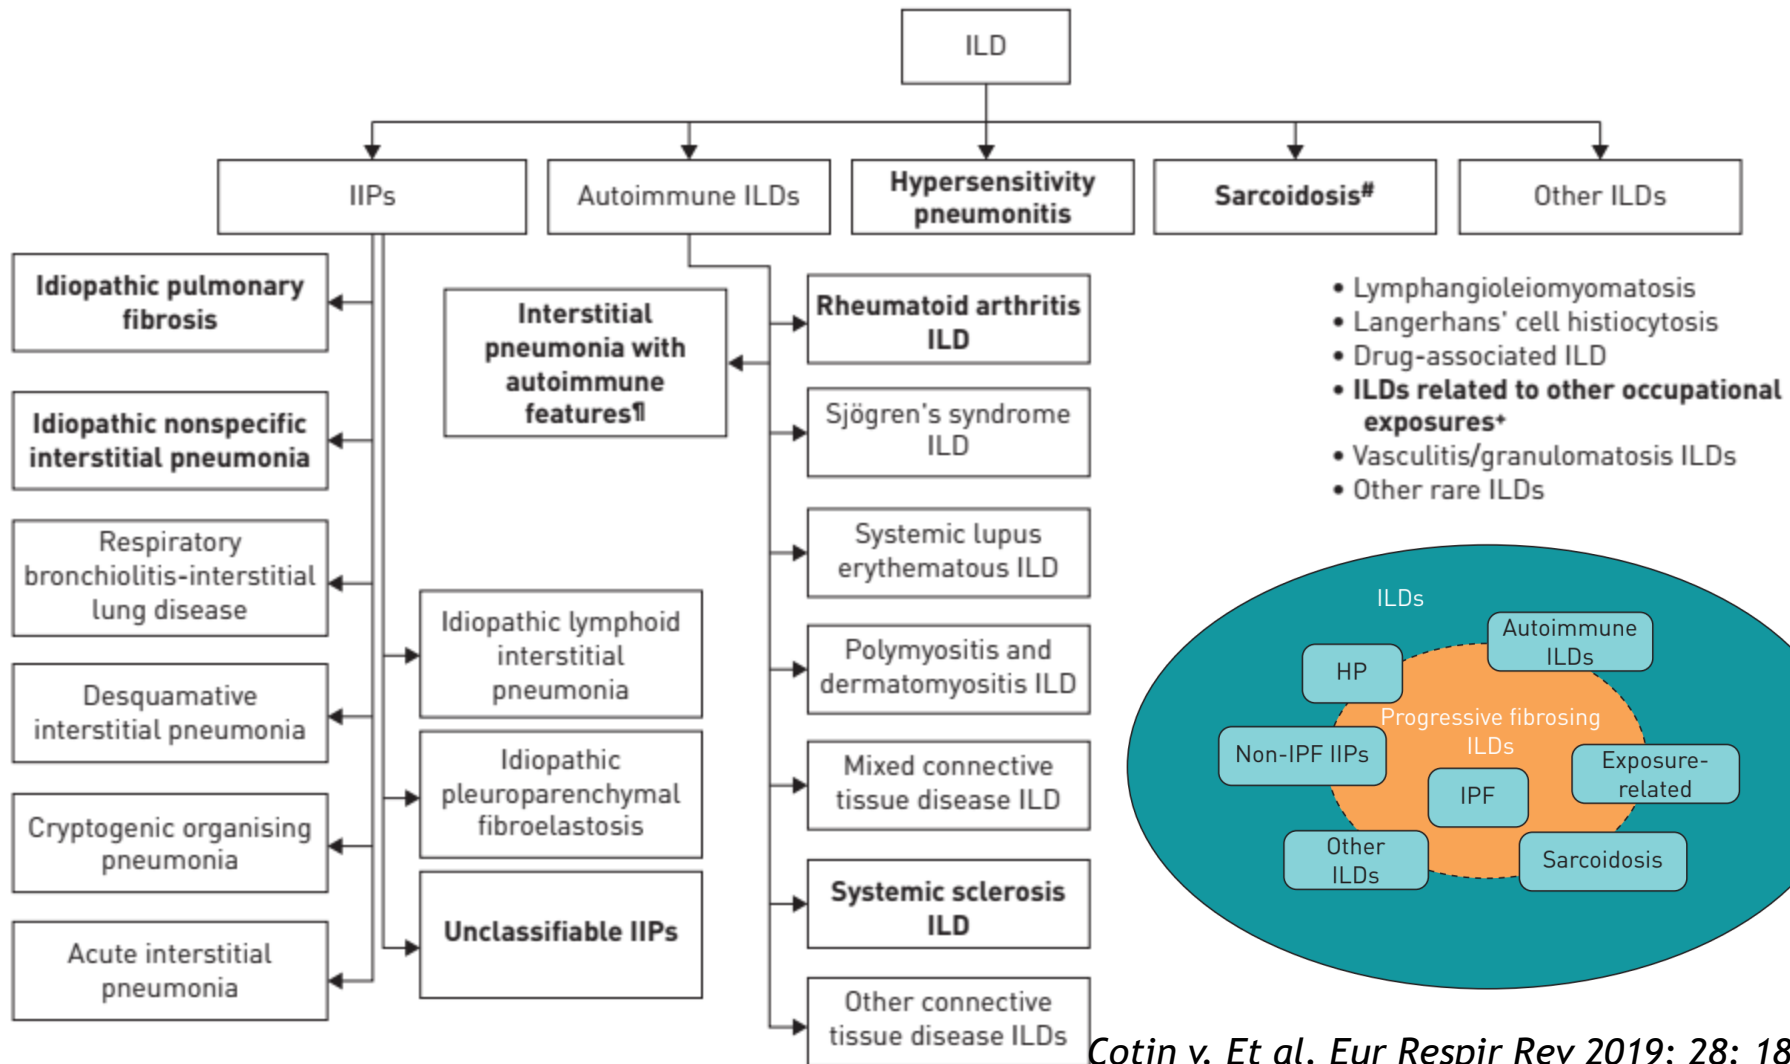 ILD
IIPs
Autoimmune ILDs
Hypersensitivity
pneumonitis
Sarcoidosis#
Other ILDs
Idiopathic pulmonary
fibrosis
Idiopathic nonspecific
interstitial pneumonia
Respiratory
bronchiolitis-interstitial
lung disease
Desquamative
interstitial pneumonia
Cryptogenic organising
pneumonia
Acute interstitial
pneumonia
Idiopathic lymphoid
interstitial
pneumonia
Idiopathic
pleuroparenchymal
fibroelastosis
Unclassifiable IIPs
Interstitial
pneumonia with
autoimmune
features¶
Rheumatoid arthritis
ILD
Sjögren's syndrome
ILD
Systemic lupus
erythematous ILD
Polymyositis and
dermatomyositis ILD
Mixed connective
tissue disease ILD
Systemic sclerosis
ILD
Other connective
tissue disease ILDs
• Lymphangioleiomyomatosis
• Langerhans' cell histiocytosis
• Drug-associated ILD
• ILDs related to other occupational
exposures+
• Vasculitis/granulomatosis ILDs
• Other rare ILDs
ILDs
Autoimmune
ILDs
HP
Progressive fibrosing
ILDs
Non-IPF IIPs
Exposure-
related
IPF
Other
ILDs
Sarcoidosis
Cotin v. Et al. Eur Respir Rev 2019; 28: 18